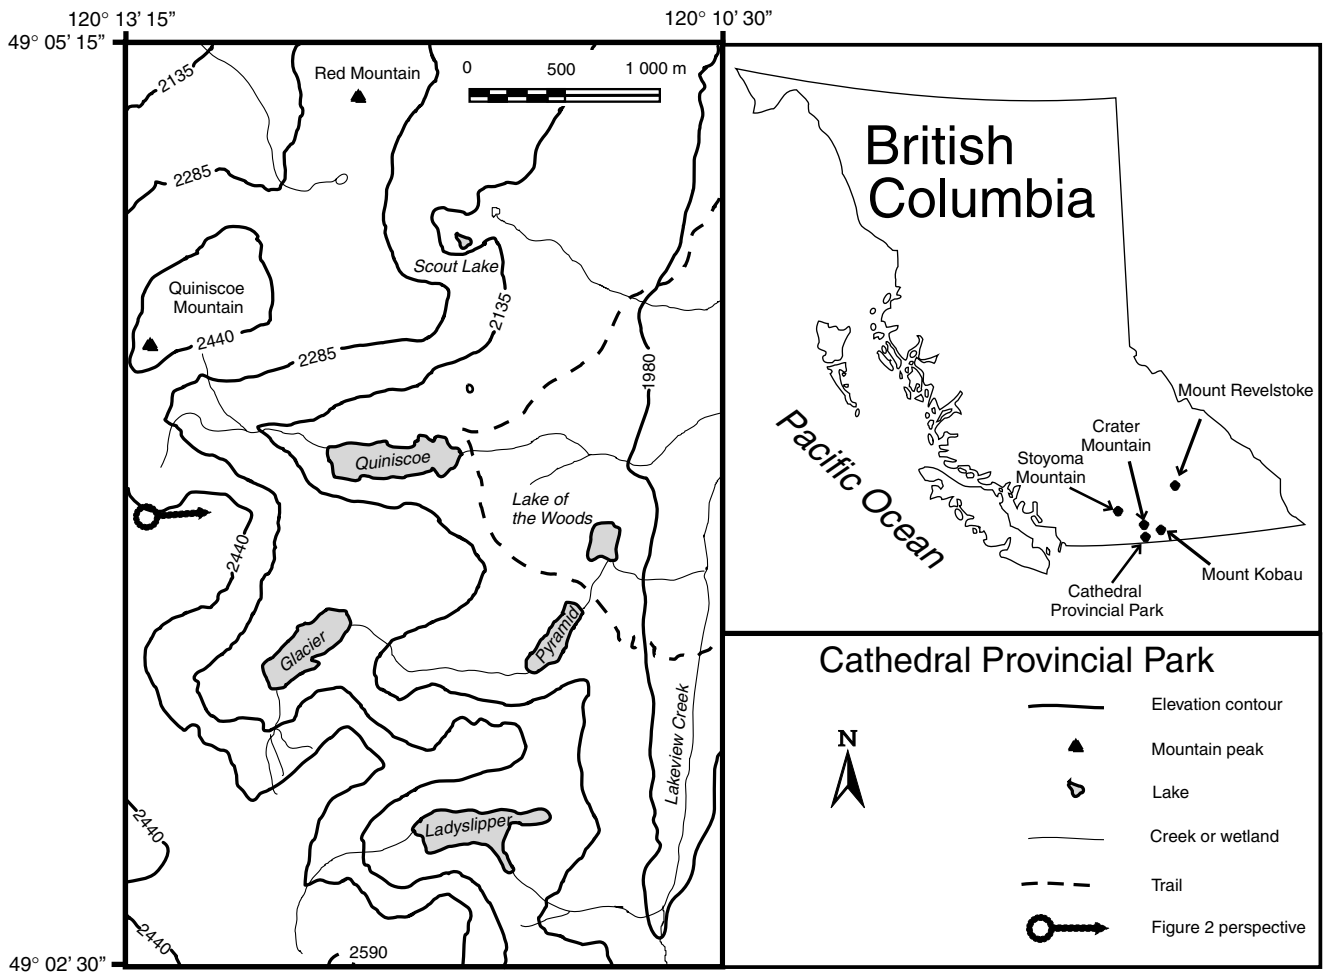 120° 13' 15”
120° 10' 30”
49° 05' 15”
2135
Red Mountain
0 500 1 000 m
2285
Scout Lake
Quiniscoe
Mountain
2440
2285
2135
1980
Quiniscoe
Lake of
the Woods
2440
Glacier
Pyramid
Lakeview Creek
Ladyslipper
2440
2440
2590
49° 02' 30”
British
Columbia
Pacific Ocean
Mount Revelstoke
Crater
Mountain
Stoyoma
Mountain
Mount Kobau
Cathedral
Provincial Park
Cathedral Provincial Park
N
Elevation contour
Mountain peak
Lake
Creek or wetland
Trail
Figure 2 perspective